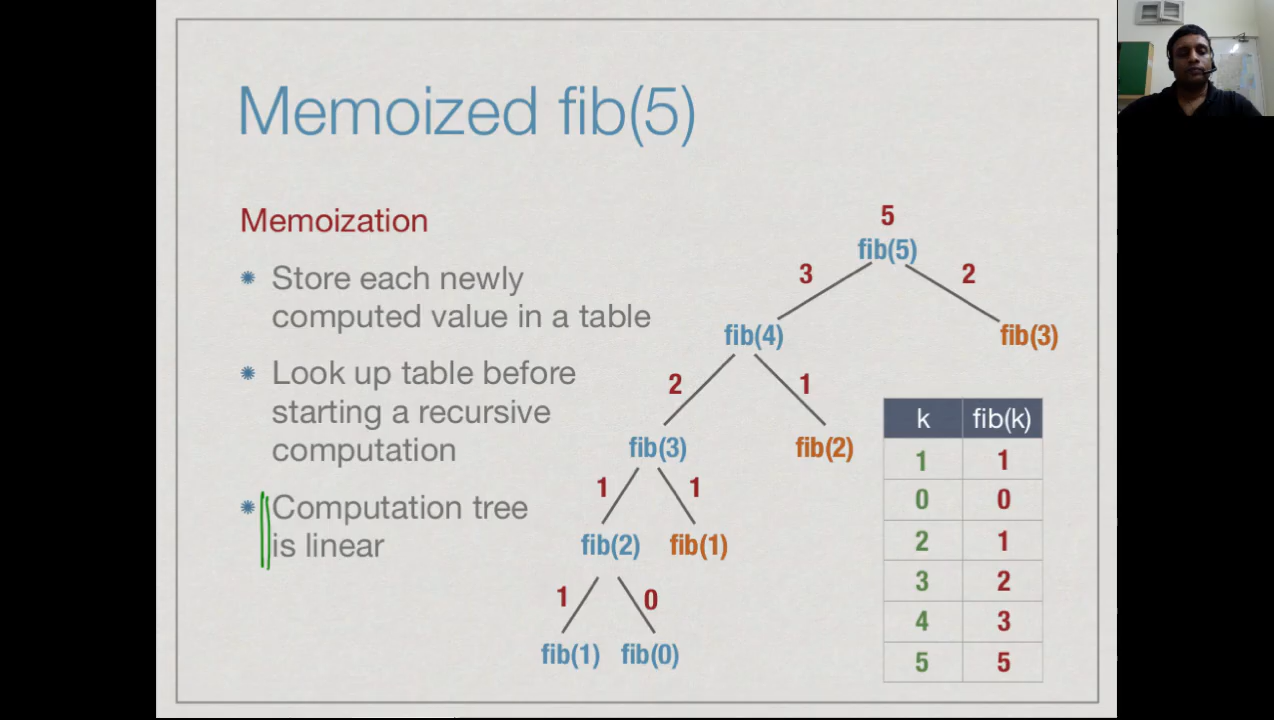 Memoized fib(5)
Memoization
Store each newly
computed value in a table
Look up table before
starting a recursive
computation
Computation tree
is linear
5
fib(5)
3 2
fib(4) fib(3)
2 1
fib(3) fib(2)
1 1
fib(2) fib(1)
1 0
fib(1) fib(0)
k fib(k)
1 1
0 0
2 1
3 2
4 3
5 5